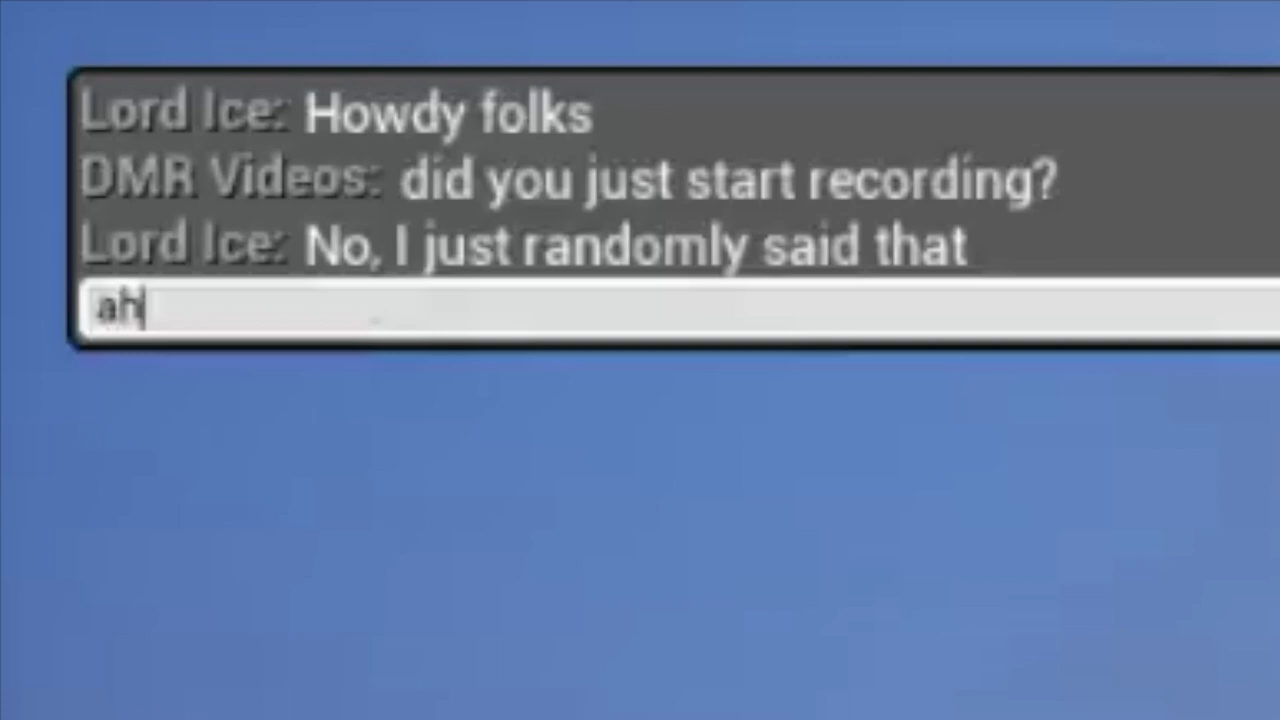 Lord Ice: Howdy folks
DMR Videos: did you just start recording?
Lord Ice: No, I just randomly said that
ah